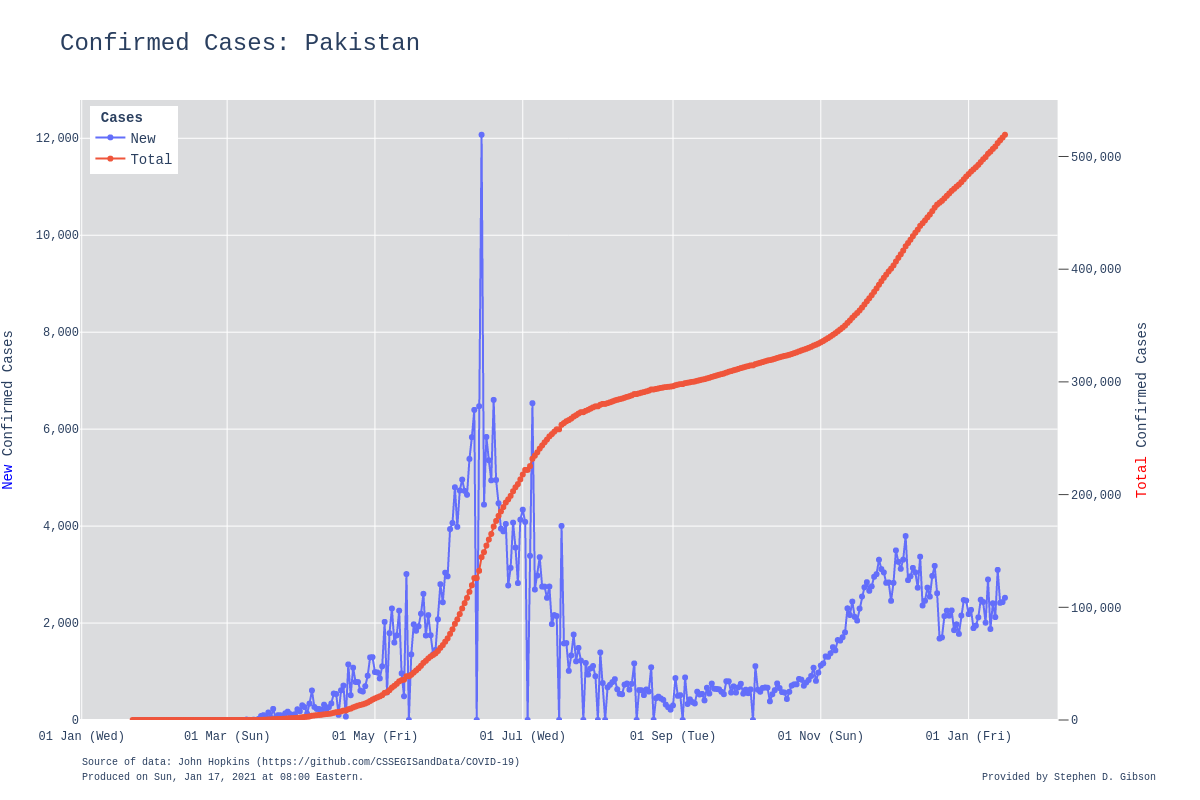 Confirmed Cases: Pakistan
Cases
New
Total
12,000
10,000
8,000
6,000
4,000
2,000
0
500,000
400,000
300,000
200,000
100,000
0
New Confirmed Cases
Total Confirmed Cases
01 Jan (Wed)
01 Mar (Sun)
01 May (Fri)
01 Jul (Wed)
01 Sep (Tue)
01 Nov (Sun)
01 Jan (Fri)
Source of data: John Hopkins (https://github.com/CSSEGISandData/COVID-19)
Produced on Sun, Jan 17, 2021 at 08:00 Eastern.
Provided by Stephen D. Gibson